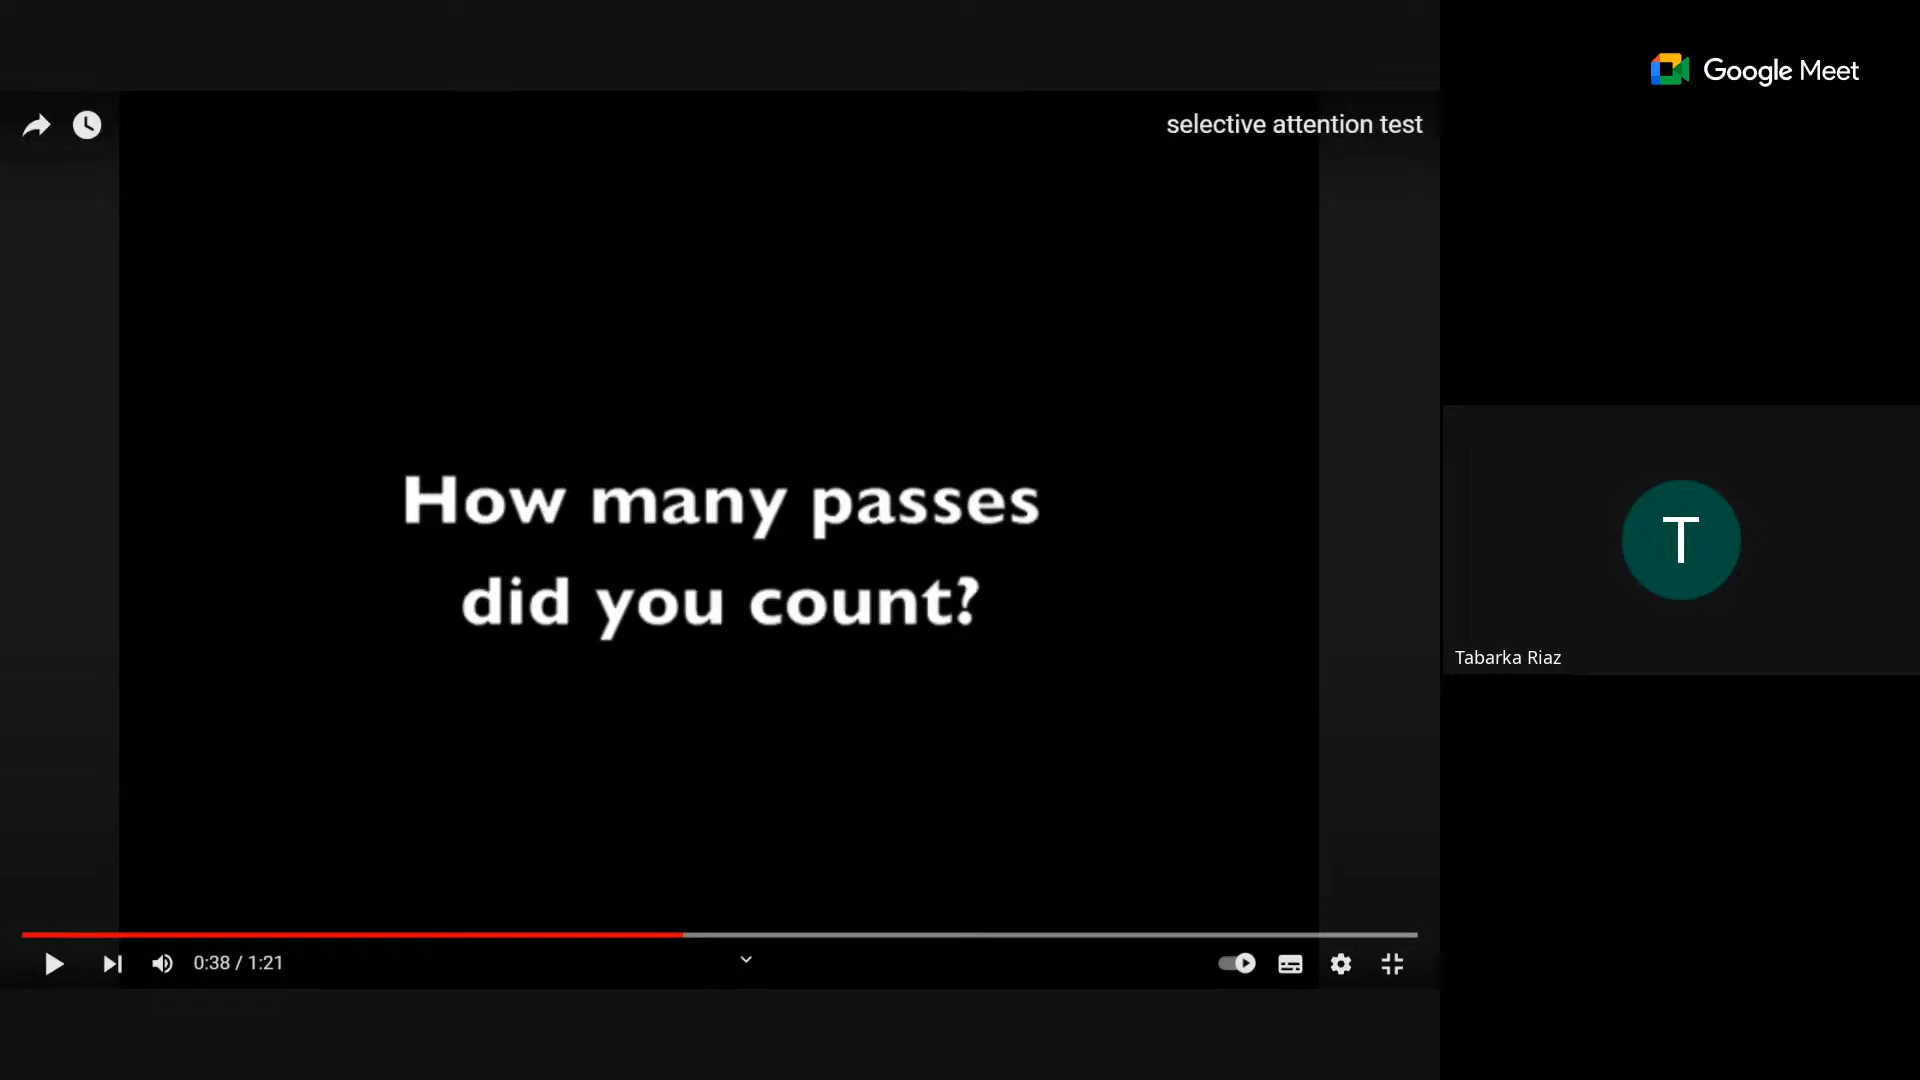 Google Meet
selective attention test
How many passes
did you count?
T
Tabarka Riaz
0:38 / 1:21